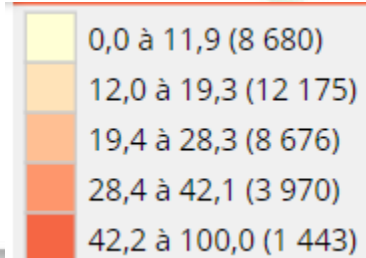 0,0 à 11,9 (8 680)
12,0 à 19,3 (12 175)
19,4 à 28,3 (8 676)
28,4 à 42,1 (3 970)
42,2 à 100,0 (1 443)